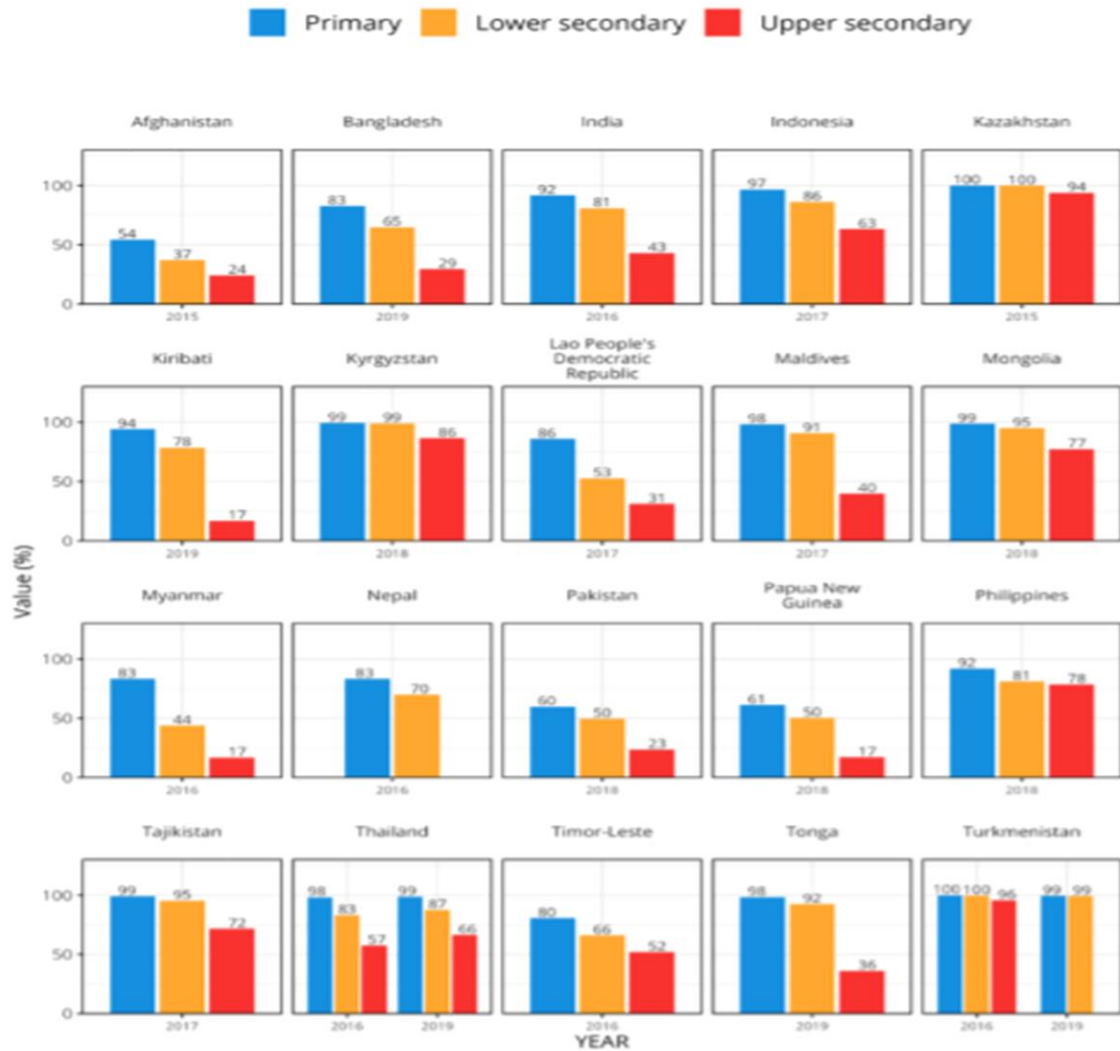 Primary Lower secondary Upper secondary
Afghanistan Bangladesh India Indonesia Kazakhstan
100
50
0
54 37 24
83 65 29
92 81 43
97 86 63
100 100 94
2015 2019 2016 2017 2015
Kiribati Kyrgyzstan Lao People's
Democratic
Republic Maldives Mongolia
100
50
0
94 78 17
99 99 86
86 53 31
98 91 40
99 95 77
2019 2018 2017 2017 2018
Value (%)
Myanmar Nepal Pakistan Papua New
Guinea Philippines
100
50
0
83 44 17
83 70
60 50 23
61 50 17
92 81 78
2016 2016 2018 2018 2018
Tajikistan Thailand Timor-Leste Tonga Turkmenistan
100
50
0
99 95 72
98 83 57 99 87 66
80 66 52
98 92 36
100 100 96 99 99
2017 2016 2019 2016 2019 2016 2019
YEAR